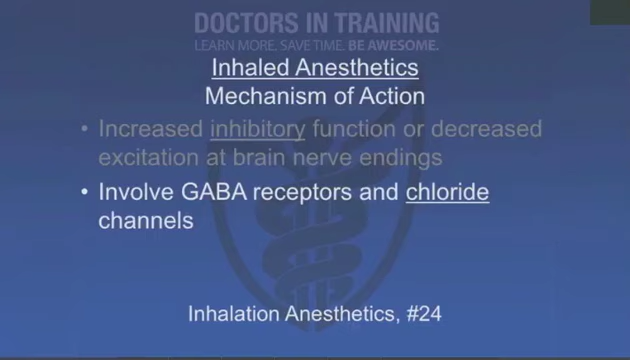 DOCTORS IN TRAINING
LEARN MORE, SAVE TIME, BE AWESOME.
Inhaled Anesthetics
Mechanism of Action
• Increased inhibitory function or decreased
excitation at brain nerve endings
• Involve GABA receptors and chloride
channels
Inhalation Anesthetics, #24